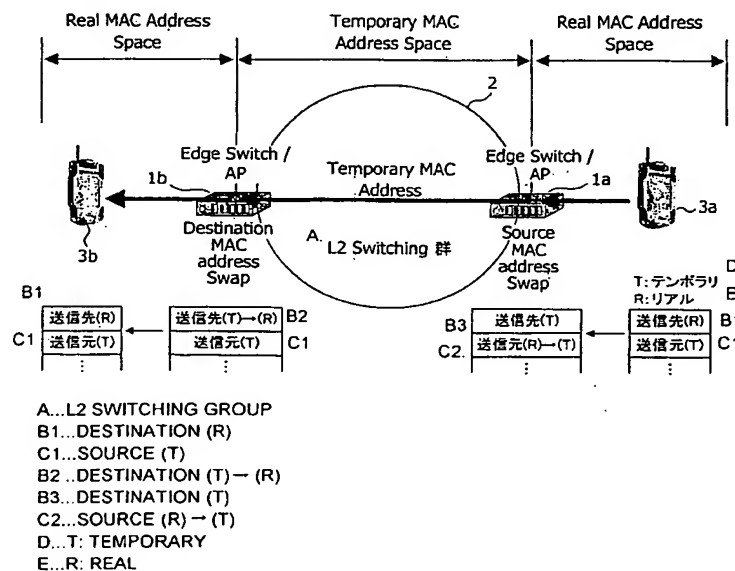 Real MAC Address
Space
Temporary MAC
Address Space
Real MAC Address
Space
2
Edge Switch /
AP
1b
Temporary MAC
Address
Edge Switch /
AP
1a
3b
3a
Destination
MAC
address
Swap
A.
L2 Switching 群
Source
MAC
address
Swap
T:テンポラリ
R:リアル
D
E
B1
送信先(R)
送信先(T)→(R)
B2
B3
送信先(T)
送信先(R)
B1
C1
送信元(T)
送信元(T)
C1
C2.
送信元(R)→(T)
送信元(T)
C1
A...L2 SWITCHING GROUP
B1...DESTINATION (R)
C1...SOURCE (T)
B2 ..DESTINATION (T) → (R)
B3...DESTINATION (T)
C2...SOURCE (R) → (T)
D...T: TEMPORARY
E...R: REAL